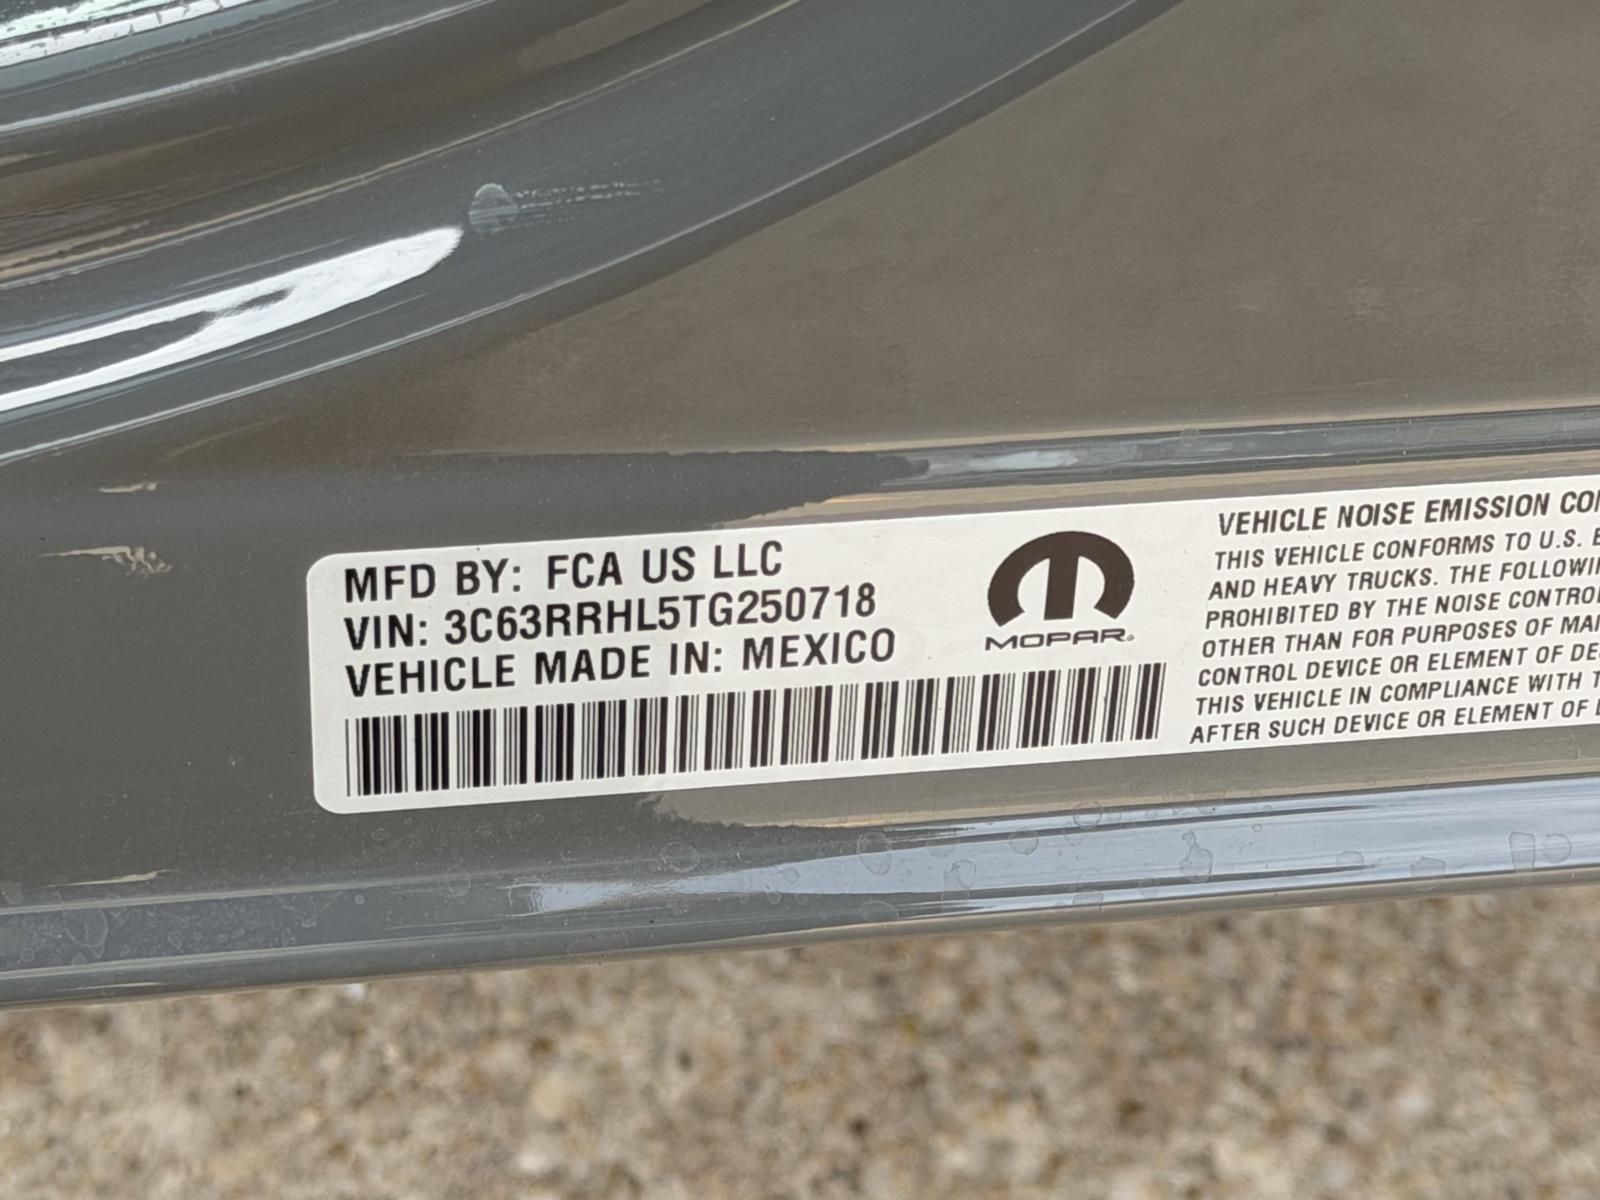 MFD BY: FCA US LLC
VIN: 3C63RRHL5TG250718
VEHICLE MADE IN: MEXICO
MOPAR
VEHICLE NOISE EMISSION
THIS VEHICLE CONFORMS TO U.S.
AND HEAVY TRUCKS. THE
PROHIBITED BY THE NOISE
OTHER THAN FOR PURPOSES OF
CONTROL DEVICE OR ELEMENT OF
THIS VEHICLE IN COMPLIANCE WITH
AFTER SUCH DEVICE OR ELEMENT OF